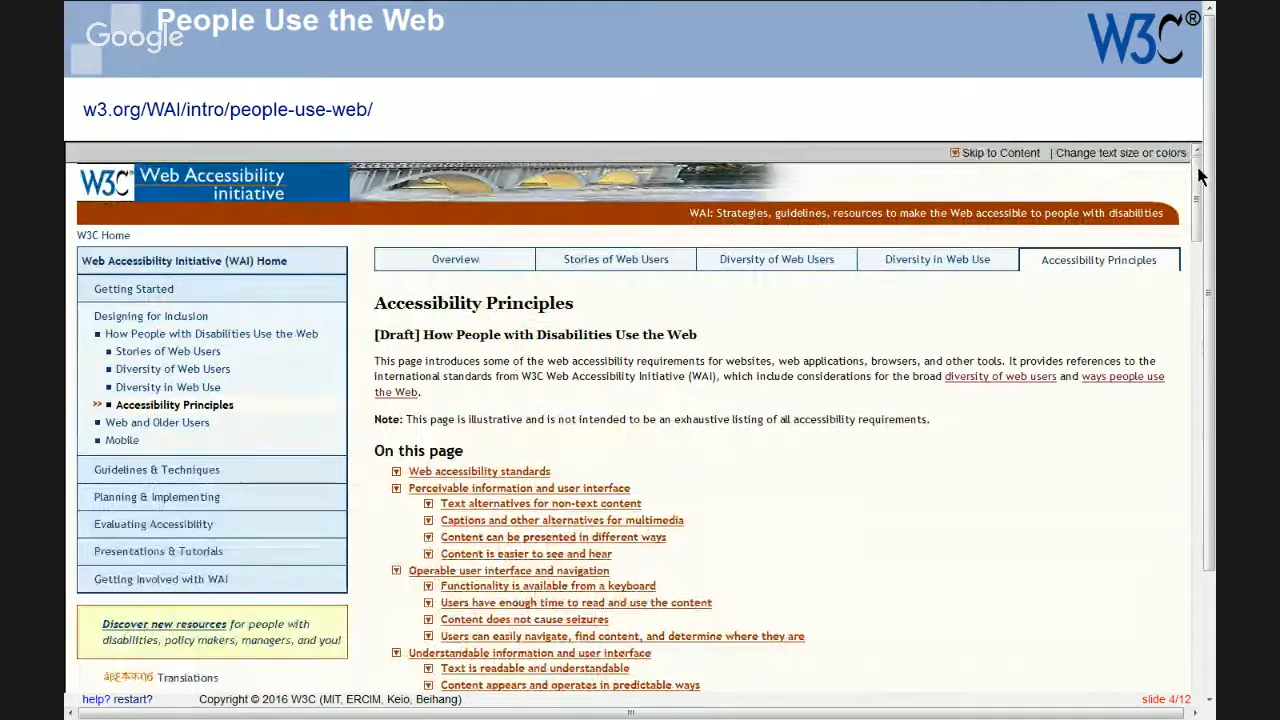 People Use the Web
Google
W3C®
w3.org/WAI/intro/people-use-web/
Skip to Content | Change text size or colors
W3C Web Accessibility
initiative
WAI: Strategies, guidelines, resources to make the Web accessible to people with disabilities
W3C Home
Web Accessibility Initiative (WAI) Home
Getting Started
Designing for Inclusion
How People with Disabilities Use the Web
Stories of Web Users
Diversity of Web Users
Diversity in Web Use
>> Accessibility Principles
Web and Older Users
Mobile
Guidelines & Techniques
Planning & Implementing
Evaluating Accessibility
Presentations & Tutorials
Getting Involved with WAI
Discover new resources for people with
disabilities, policy makers, managers, and you!
Translations
Overview
Stories of Web Users
Diversity of Web Users
Diversity in Web Use
Accessibility Principles
Accessibility Principles
[Draft] How People with Disabilities Use the Web
This page introduces some of the web accessibility requirements for websites, web applications, browsers, and other tools. It provides references to the
international standards from W3C Web Accessibility Initiative (WAI), which include considerations for the broad diversity of web users and ways people use
the Web.
Note: This page is illustrative and is not intended to be an exhaustive listing of all accessibility requirements.
On this page
Web accessibility standards
Perceivable information and user interface
Text alternatives for non-text content
Captions and other alternatives for multimedia
Content can be presented in different ways
Content is easier to see and hear
Operable user interface and navigation
Functionality is available from a keyboard
Users have enough time to read and use the content
Content does not cause seizures
Users can easily navigate, find content, and determine where they are
Understandable information and user interface
Text is readable and understandable
Content appears and operates in predictable ways
help? restart?
Copyright © 2016 W3C (MIT, ERCIM, Keio, Beihang)
slide 4/12